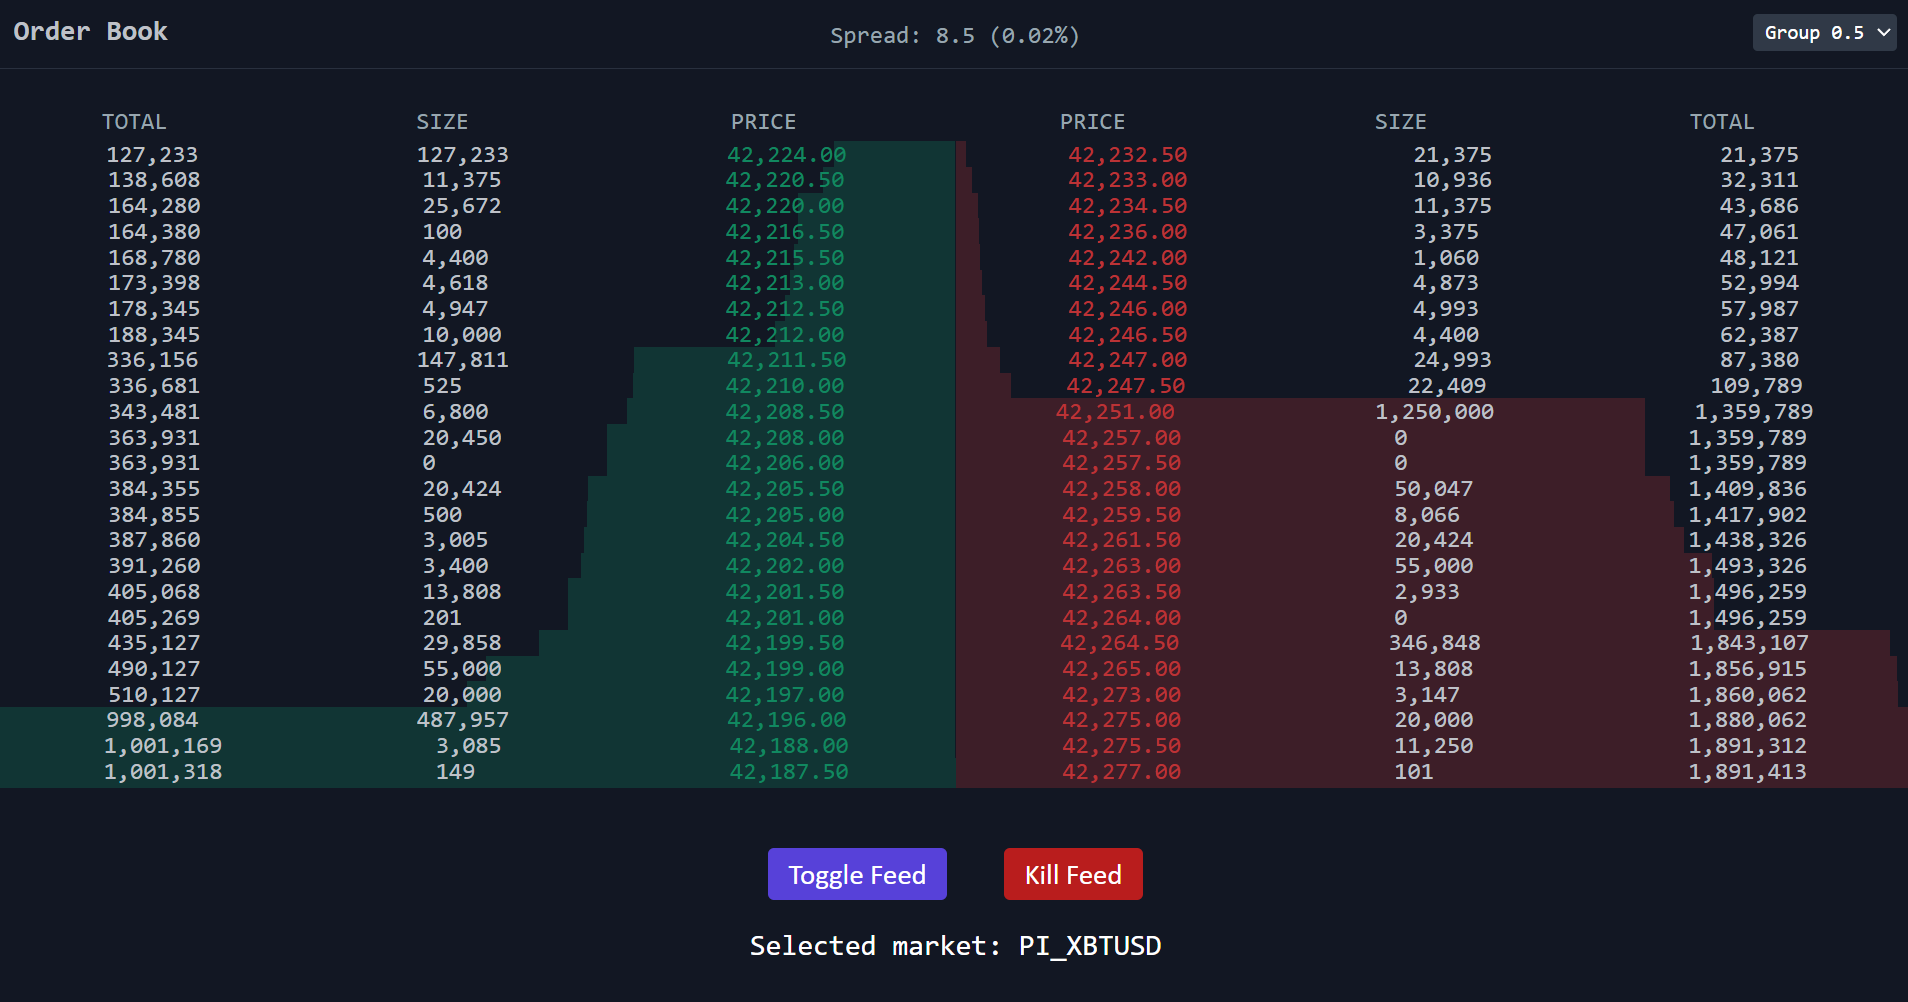 Order Book Spread: 8.5 (0.02%) Group 0.5
TOTAL SIZE PRICE PRICE SIZE TOTAL
127,233 127,233 42,224.00 42,232.50 21,375 21,375
138,608 11,375 42,220.50 42,233.00 10,936 32,311
164,280 25,672 42,220.00 42,234.50 11,375 43,686
164,380 100 42,216.50 42,236.00 3,375 47,061
168,780 4,400 42,215.50 42,242.00 1,060 48,121
173,398 4,618 42,213.00 42,244.50 4,873 52,994
178,345 4,947 42,212.50 42,246.00 4,993 57,987
188,345 10,000 42,212.00 42,246.50 4,400 62,387
336,156 147,811 42,211.50 42,247.00 24,993 87,380
336,681 525 42,210.00 42,247.50 22,409 109,789
343,481 6,800 42,208.50 42,251.00 1,250,000 1,359,789
363,931 20,450 42,208.00 42,257.00 0 1,359,789
363,931 0 42,206.00 42,257.50 0 1,359,789
384,355 20,424 42,205.50 42,258.00 50,047 1,409,836
384,855 500 42,205.00 42,259.50 8,066 1,417,902
387,860 3,005 42,204.50 42,261.50 20,424 1,438,326
391,260 3,400 42,202.00 42,263.00 55,000 1,493,326
405,068 13,808 42,201.50 42,263.50 2,933 1,496,259
405,269 201 42,201.00 42,264.00 0 1,496,259
435,127 29,858 42,199.50 42,264.50 346,848 1,843,107
490,127 55,000 42,199.00 42,265.00 13,808 1,856,915
510,127 20,000 42,197.00 42,273.00 3,147 1,860,062
998,084 487,957 42,196.00 42,275.00 20,000 1,880,062
1,001,169 3,085 42,188.00 42,275.50 11,250 1,891,312
1,001,318 149 42,187.50 42,277.00 101 1,891,413
Toggle Feed Kill Feed
Selected market: PI_XBTUSD